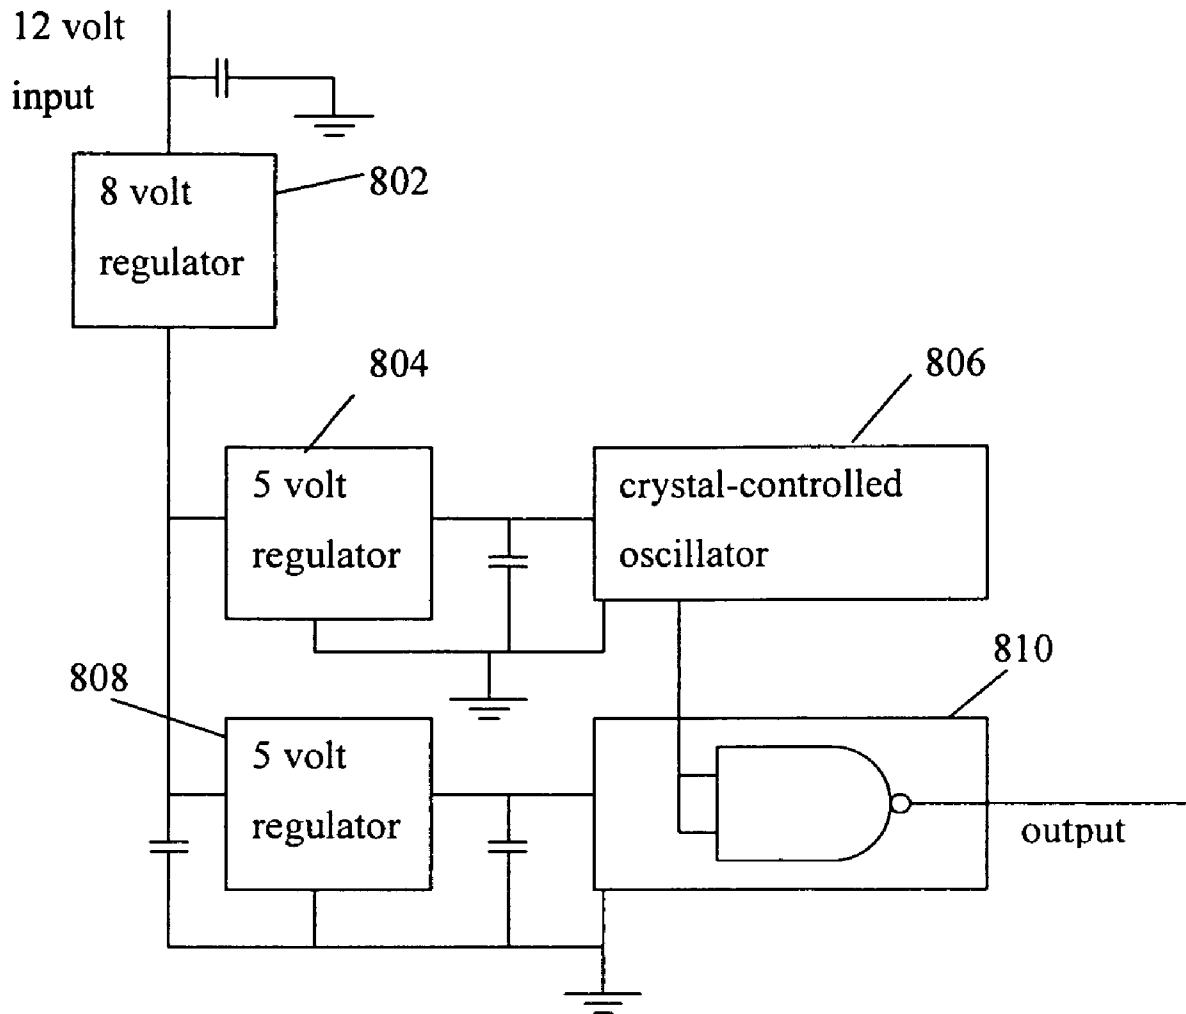 12 volt
input
8 volt
regulator
802
804
806
5 volt
regulator
crystal-controlled
oscillator
808
810
5 volt
regulator
output